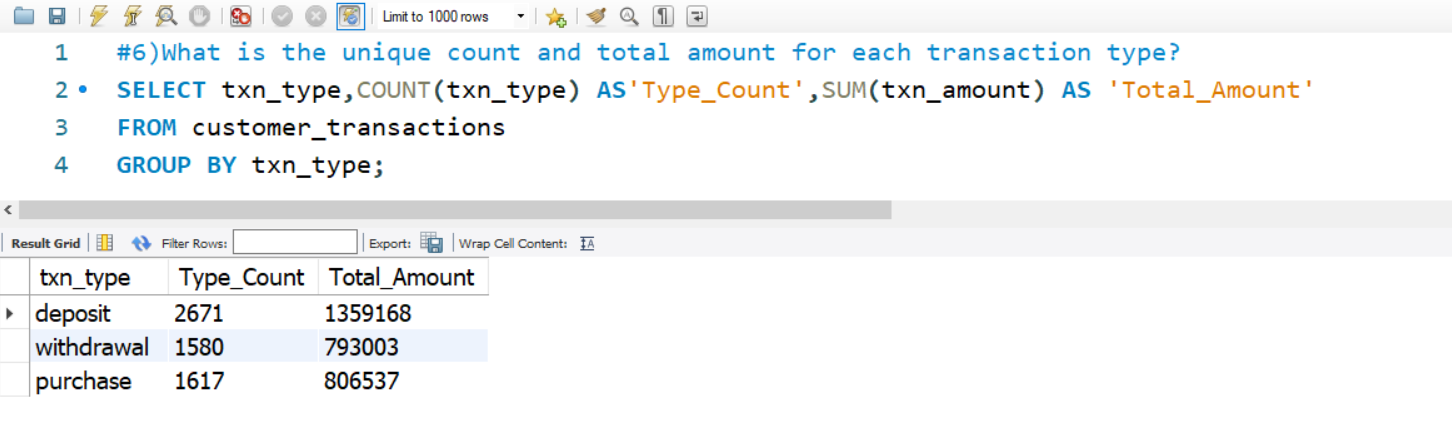 Limit to 1000 rows
1 #6)What is the unique count and total amount for each transaction type?
2 SELECT txn_type,COUNT(txn_type) AS'Type_Count',SUM(txn_amount) AS 'Total_Amount'
3 FROM customer_transactions
4 GROUP BY txn_type;
Result Grid Filter Rows: Export: Wrap Cell Content: IA
txn_type Type_Count Total_Amount
deposit 2671 1359168
withdrawal 1580 793003
purchase 1617 806537